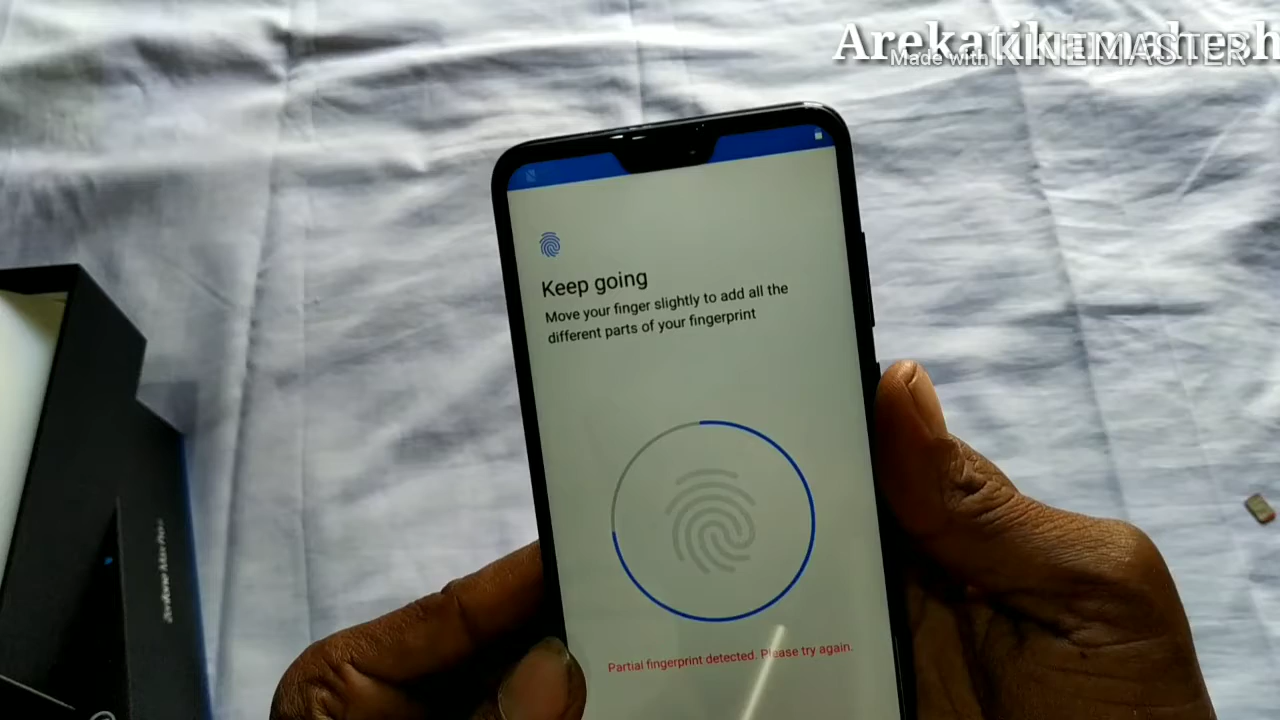 Arekatikemahesh
Made with KINEMASTER
Keep going
Move your finger slightly to add all the
different parts of your fingerprint
Partial fingerprint detected. Please try again.